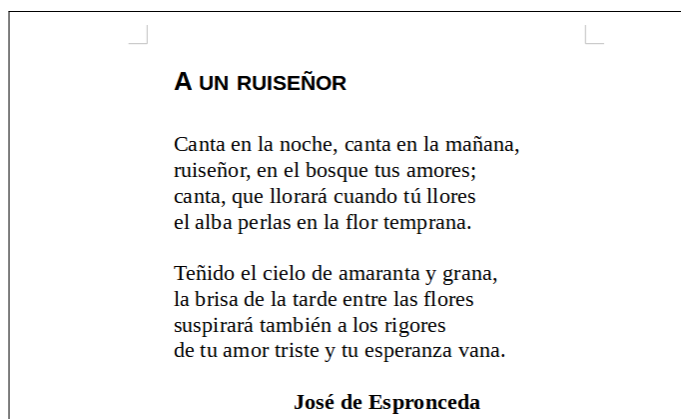 A UN RUISEÑOR
Canta en la noche, canta en la mañana,
ruiseñor, en el bosque tus amores;
canta, que llorará cuando tú llores
el alba perlas en la flor temprana.
Teñido el cielo de amaranta y grana,
la brisa de la tarde entre las flores
suspirará también a los rigores
de tu amor triste y tu esperanza vana.
José de Espronceda